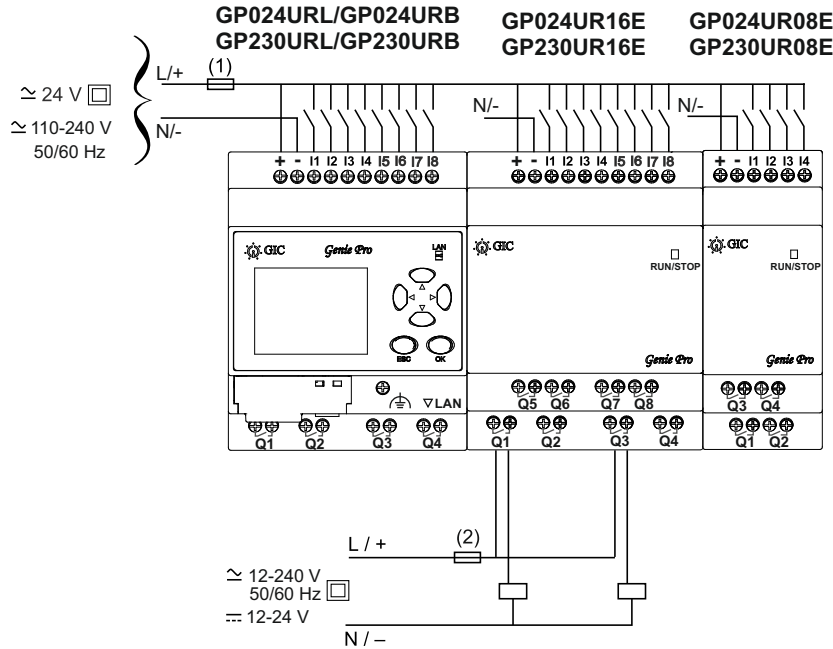 GP024URL/GP024URB GP024UR16E GP024UR08E
GP230URL/GP230URB GP230UR16E GP230UR08E
L/+ (1)
≃ 24 V
N/- N/- N/-
≃ 110-240 V
50/60 Hz
+ - I1 I2 I3 I4 I5 I6 I7 I8 + - I1 I2 I3 I4 I5 I6 I7 I8 + - I1 I2 I3 I4
GIC Genie Pro LAN GIC GIC
RUN/STOP RUN/STOP
ESC OK Genie Pro Genie Pro
Q5 Q6 Q7 Q8 Q3 Q4
▽LAN
Q1 Q2 Q3 Q4 Q1 Q2 Q3 Q4 Q1 Q2
L / + (2)
≃ 12-240 V
50/60 Hz
⎓ 12-24 V
N / –